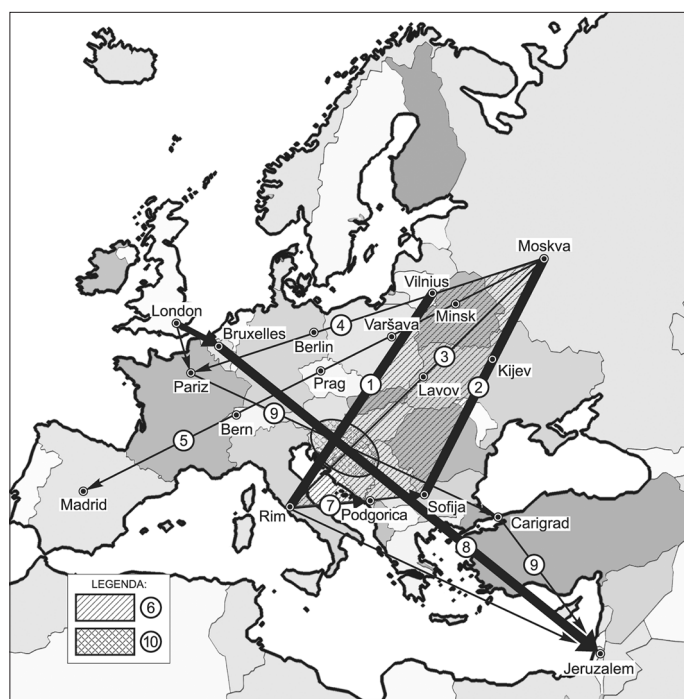 Moskva
Vilnius
Minsk
London
4
Varšava
Bruxelles
Berlin
3
Kijev
Pariz
Prag
1
Lavov
2
9
Bern
5
Madrid
Rim
7
Podgorica
Sofija
Carigrad
8
9
LEGENDA:
6
10
Jeruzalem